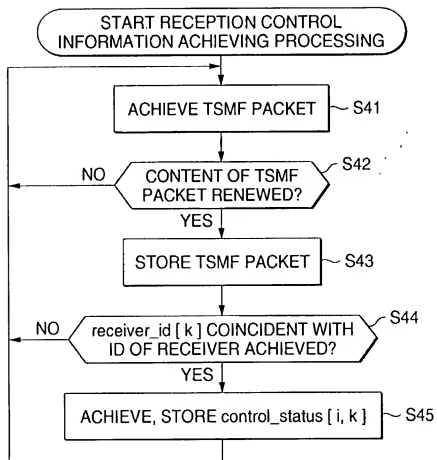 START RECEPTION CONTROL
INFORMATION ACHIEVING PROCESSING
ACHIEVE TSMF PACKET
S41
S42
NO
CONTENT OF TSMF
PACKET RENEWED?
YES
STORE TSMF PACKET
S43
S44
NO
receiver_id [ k ] COINCIDENT WITH
ID OF RECEIVER ACHIEVED?
YES
ACHIEVE, STORE control_status [ i, k ]
S45